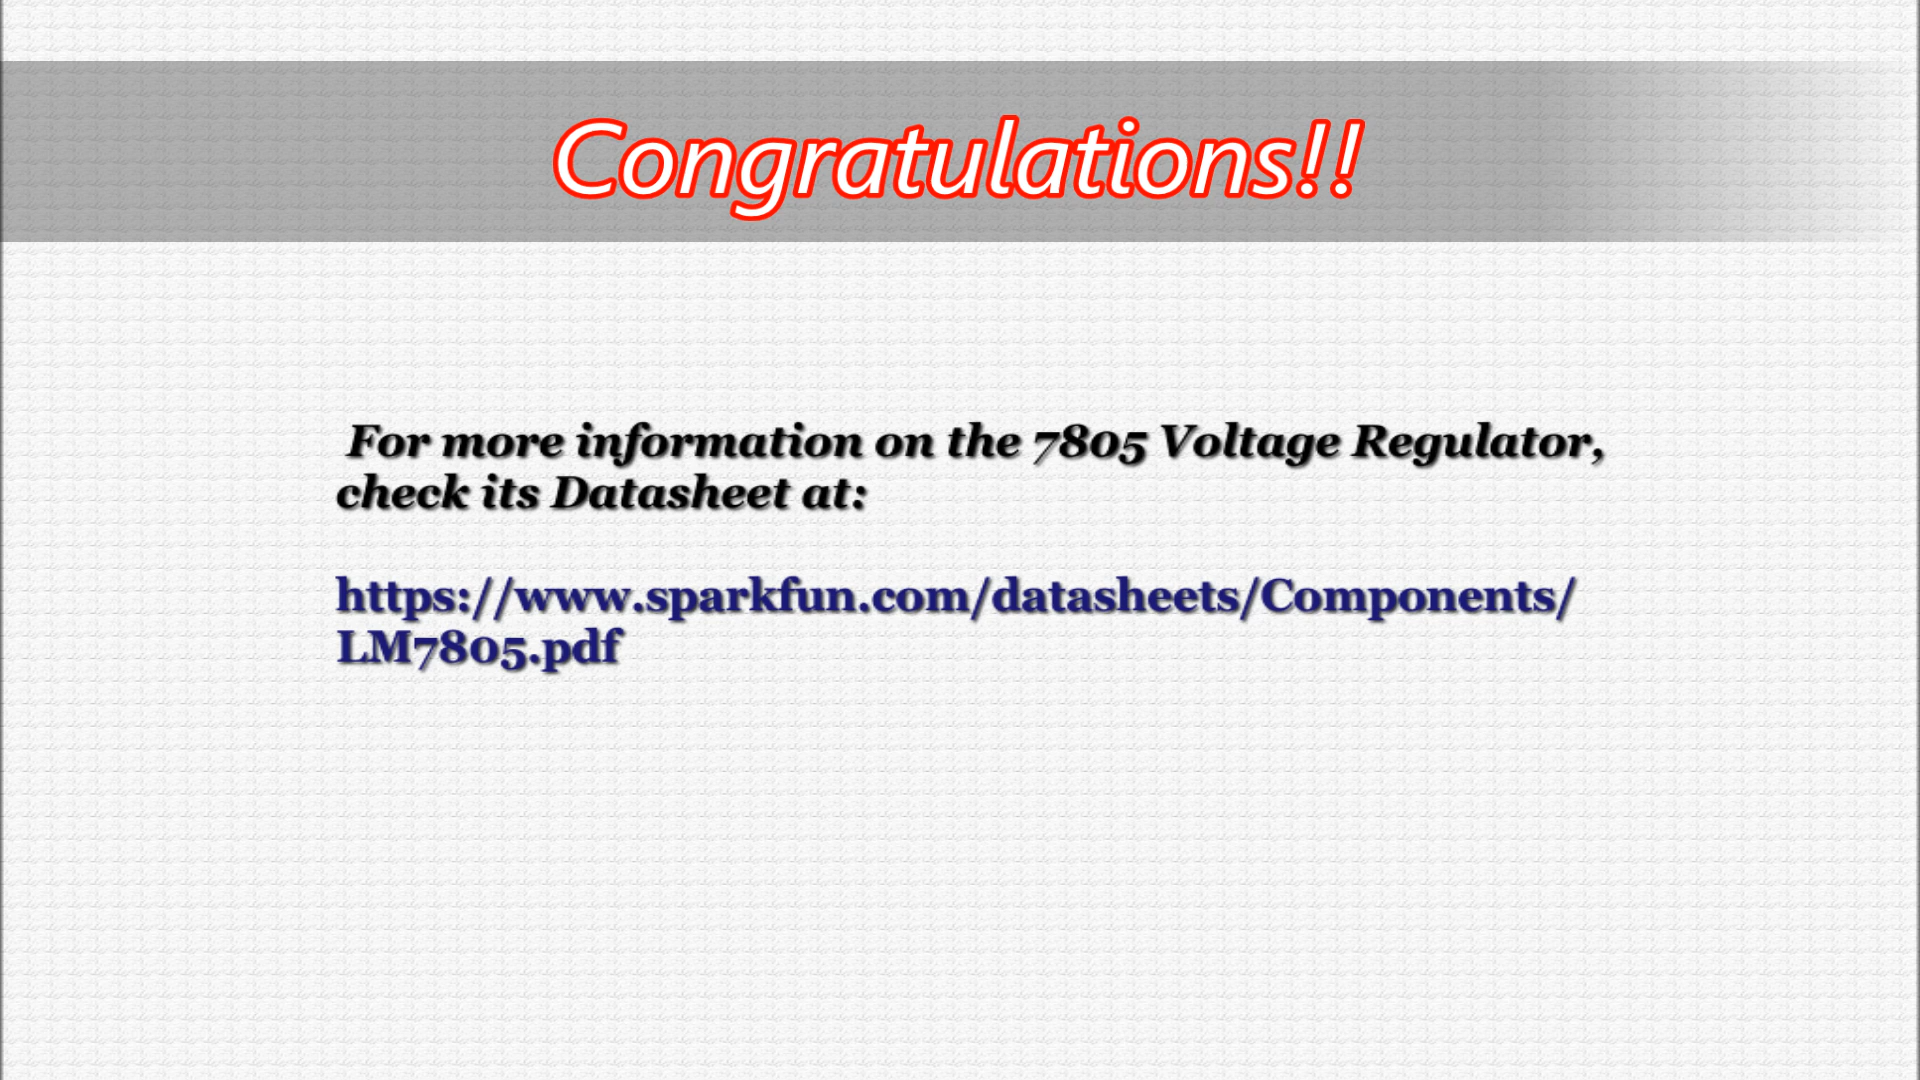 Congratulations!!
For more information on the 7805 Voltage Regulator,
check its Datasheet at:
https://www.sparkfun.com/datasheets/Components/
LM7805.pdf